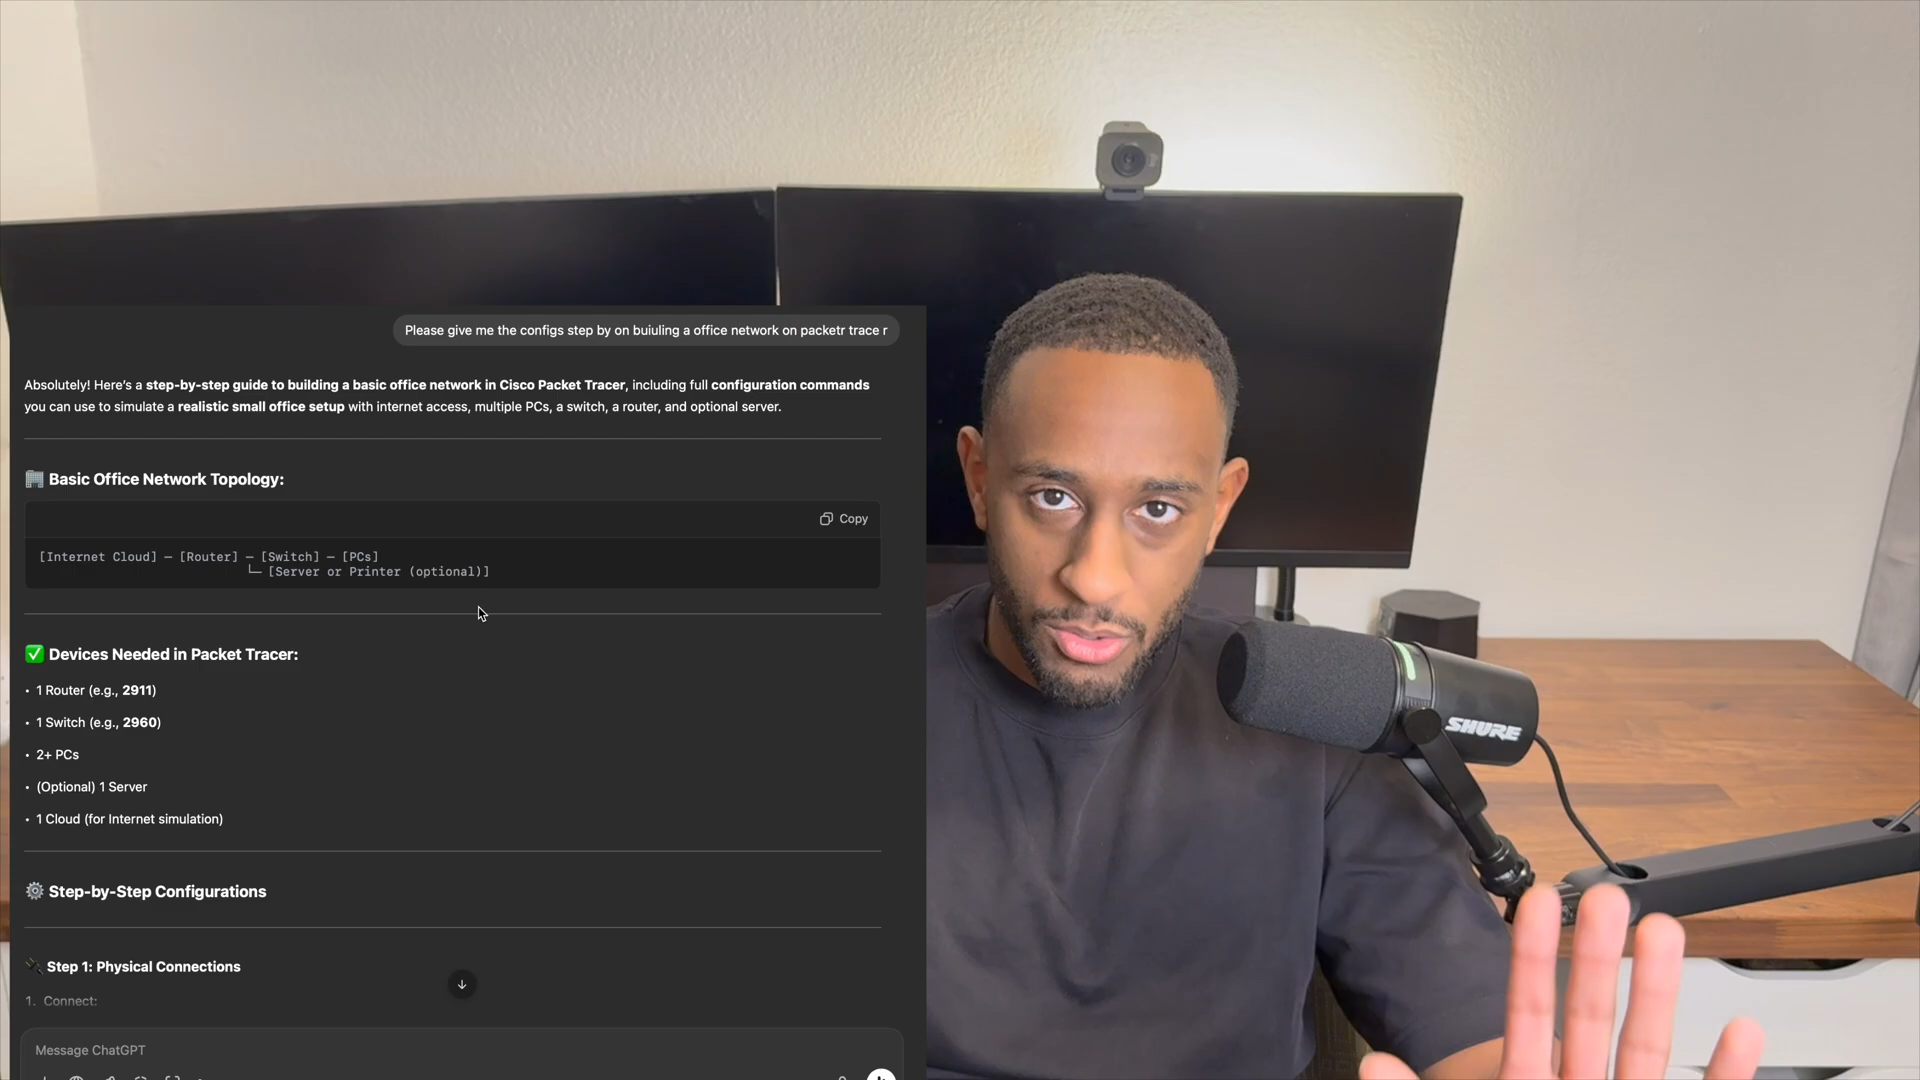 Please give me the configs step by on buiuling a office network on packetr trace r
Absolutely! Here's a step-by-step guide to building a basic office network in Cisco Packet Tracer, including full configuration commands
you can use to simulate a realistic small office setup with internet access, multiple PCs, a switch, a router, and optional server.
🏢 Basic Office Network Topology:
Copy
[Internet Cloud] — [Router] — [Switch] — [PCs]
└─ [Server or Printer (optional)]
✅ Devices Needed in Packet Tracer:
• 1 Router (e.g., 2911)
• 1 Switch (e.g., 2960)
• 2+ PCs
• (Optional) 1 Server
• 1 Cloud (for Internet simulation)
⚙️ Step-by-Step Configurations
🔌 Step 1: Physical Connections
1. Connect:
Message ChatGPT
SHURE